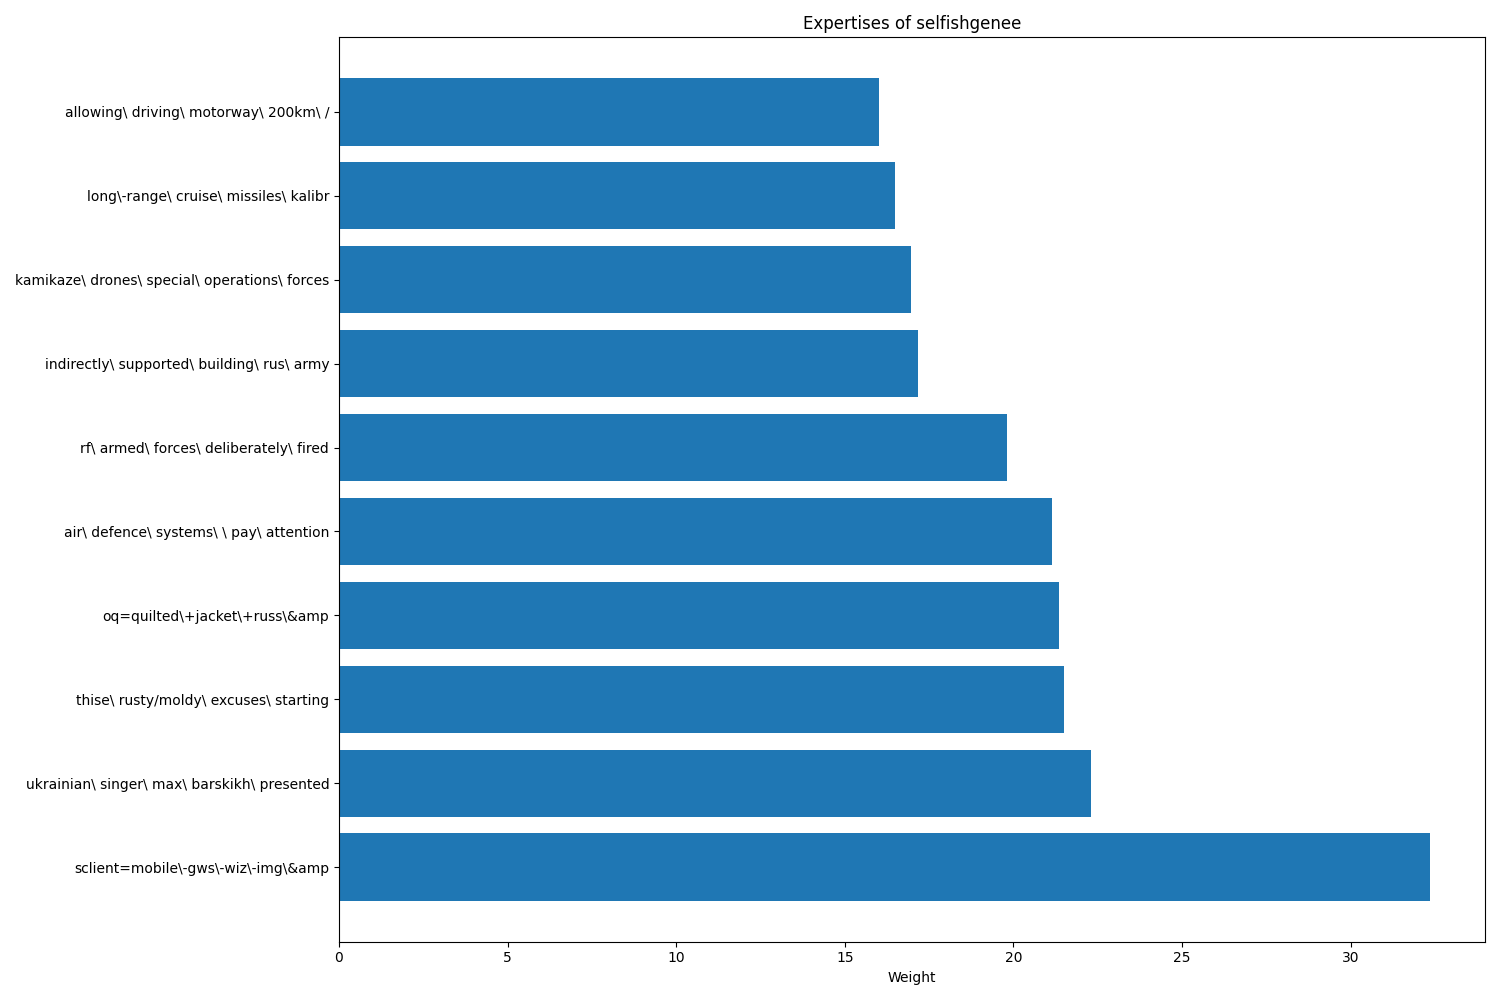 Expertises of selfishgenee
allowing\ driving\ motorway\ 200km\ /
long\-range\ cruise\ missiles\ kalibr
kamikaze\ drones\ special\ operations\ forces
indirectly\ supported\ building\ rus\ army
rf\ armed\ forces\ deliberately\ fired
air\ defence\ systems\ \ pay\ attention
oq=quilted\+jacket\+russ\&amp
thise\ rusty/moldy\ excuses\ starting
ukrainian\ singer\ max\ barskikh\ presented
sclient=mobile\-gws\-wiz\-img\&amp
0 5 10 15 20 25 30
Weight